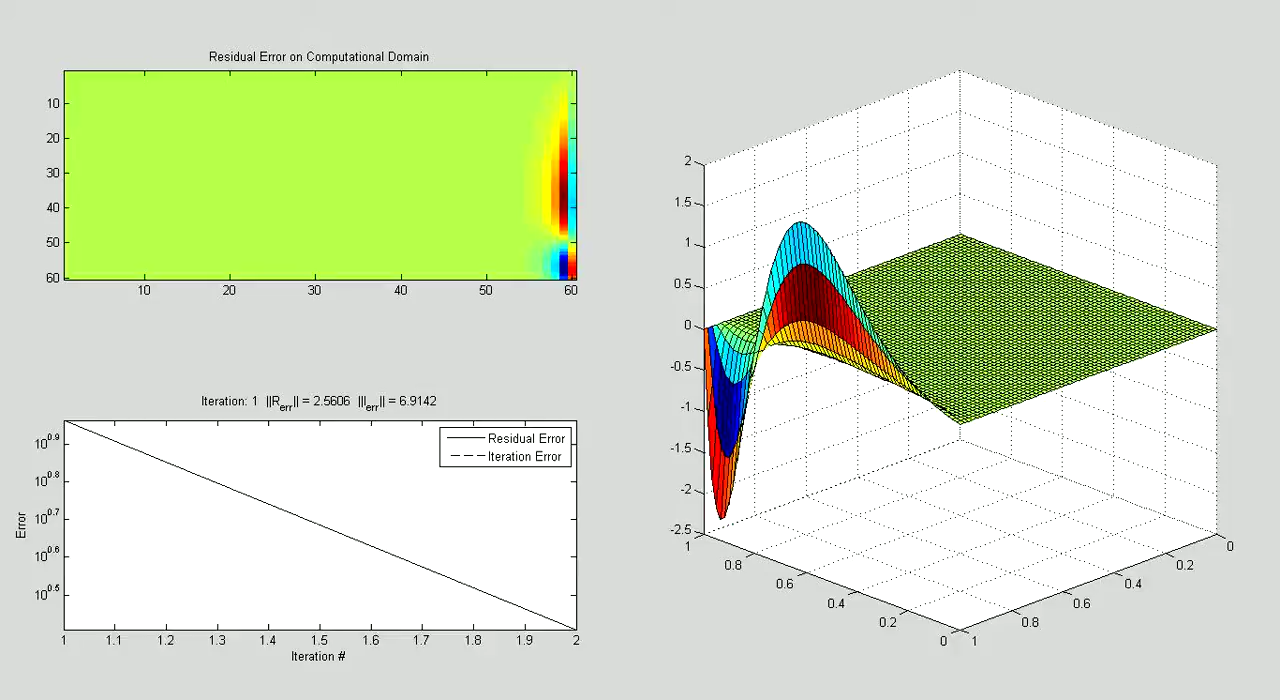 Residual Error on Computational Domain
10
20
30
40
50
60
10 20 30 40 50 60
Iteration: 1 ||R_err|| = 2.5606 ||I_err|| = 6.9142
10^0.9
10^0.8
10^0.7
10^0.6
10^0.5
Error
Residual Error
Iteration Error
1 1.1 1.2 1.3 1.4 1.5 1.6 1.7 1.8 1.9 2
Iteration #
2
1.5
1
0.5
0
-0.5
-1
-1.5
-2
-2.5
1 0.8 0.6 0.4 0.2 0
1 0.8 0.6 0.4 0.2 0